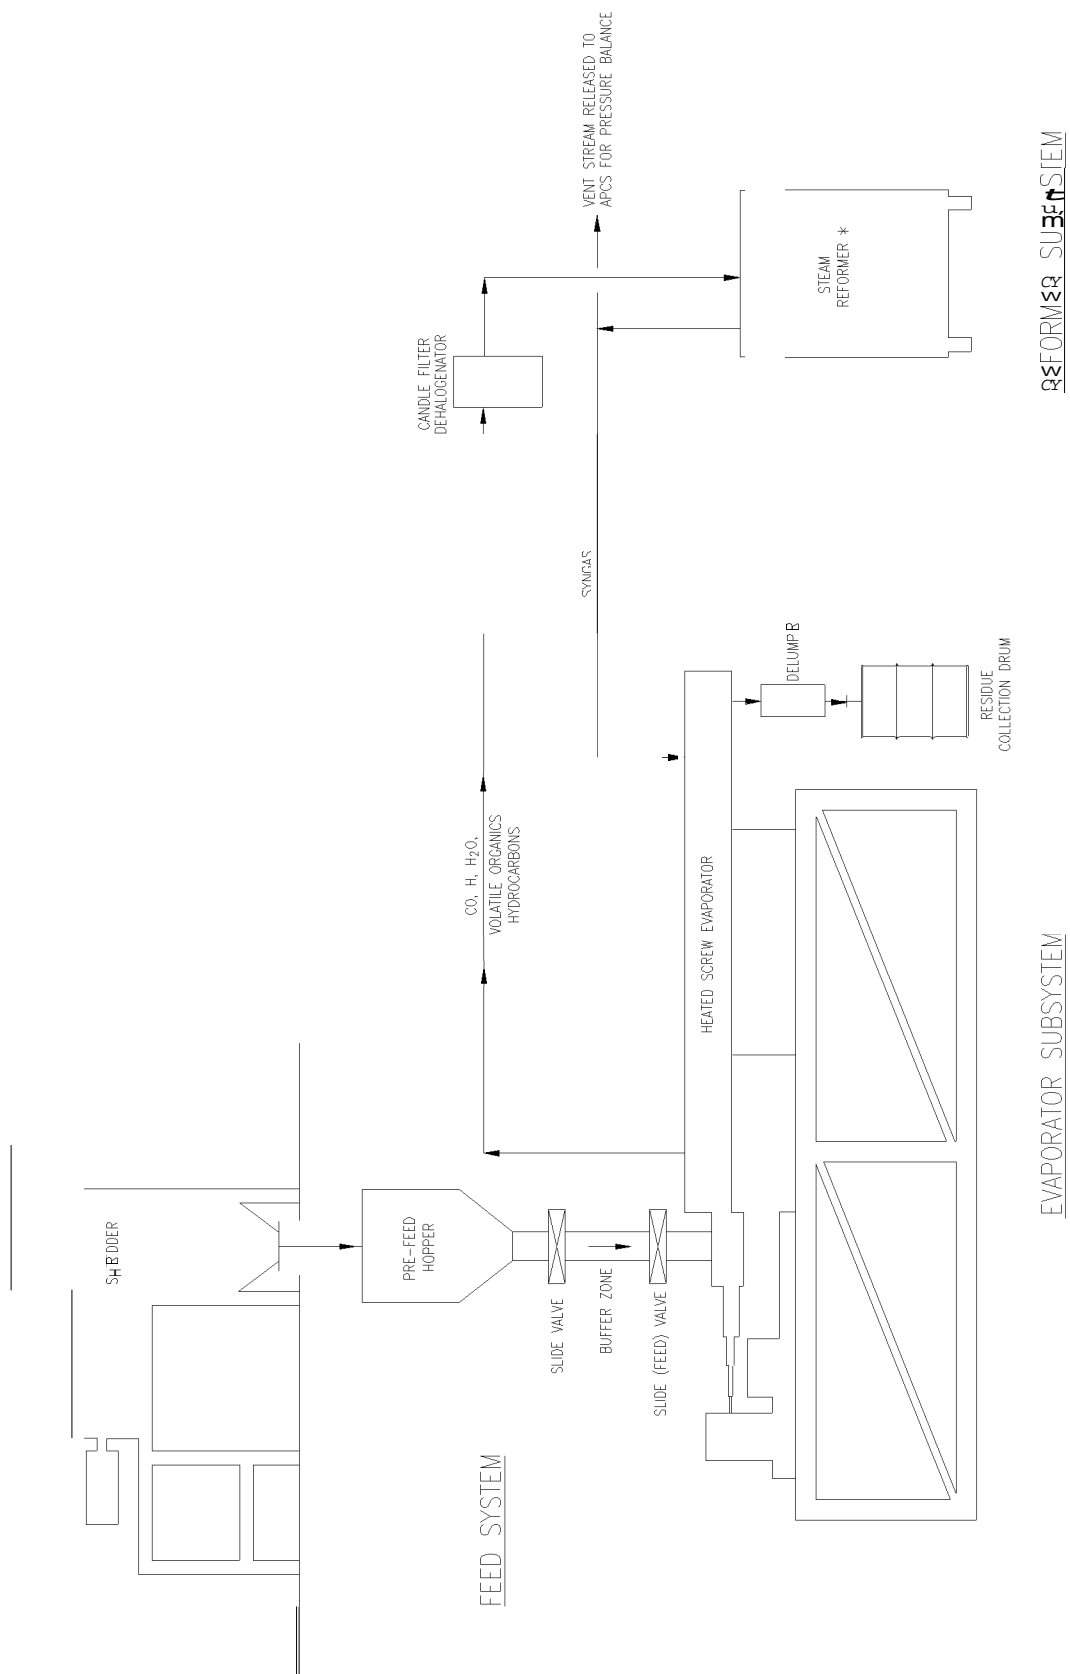 SHREDDER
PRE-FEED
HOPPER
SLIDE VALVE
BUFFER ZONE
SLIDE (FEED) VALVE
FEED SYSTEM
CO, H, H₂O,
VOLATILE ORGANICS
HYDROCARBONS
HEATED SCREW EVAPORATOR
EVAPORATOR SUBSYSTEM
SYNGAS
RESIDUE
COLLECTION DRUM
CANDLE FILTER
DEHALOGENATOR
VENT STREAM RELEASED TO
APCS FOR PRESSURE BALANCE
STEAM
REFORMER *